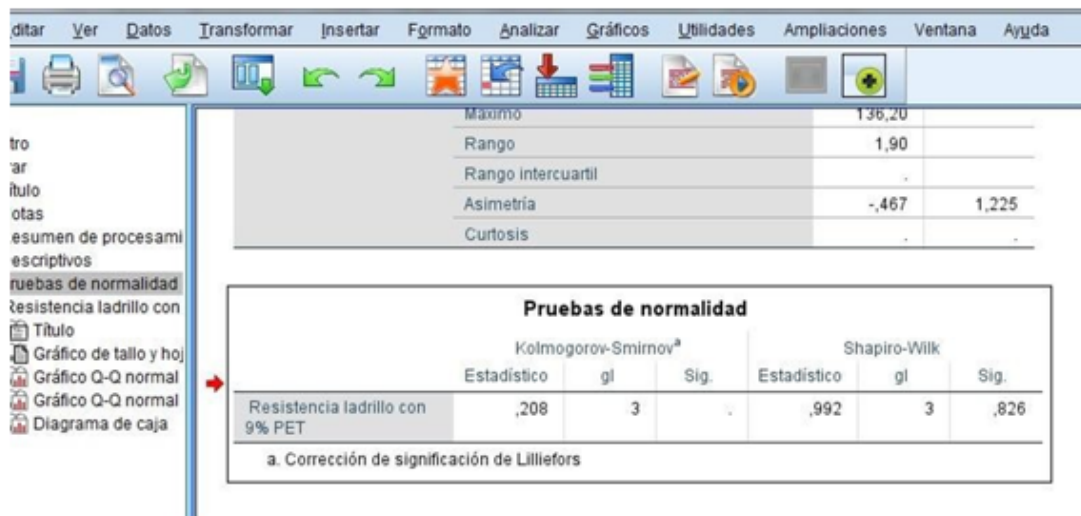 ditar Ver Datos Transformar Insertar Formato Analizar Gráficos Utilidades Ampliaciones Ventana Ayuda
Máximo 136,20
tro
Rango 1,90
ar
Rango intercuartil .
ítulo
otas
Asimetría -,467 1,225
esumen de procesami
Curtosis . .
escriptivos
ruebas de normalidad
Resistencia ladrillo con
Pruebas de normalidad
Título
Kolmogorov-Smirnovª Shapiro-Wilk
Gráfico de tallo y hoj
Gráfico Q-Q normal
Estadístico gl Sig. Estadístico gl Sig.
Gráfico Q-Q normal
Resistencia ladrillo con 9% PET ,208 3 . ,992 3 ,826
Diagrama de caja
a. Corrección de significación de Lilliefors